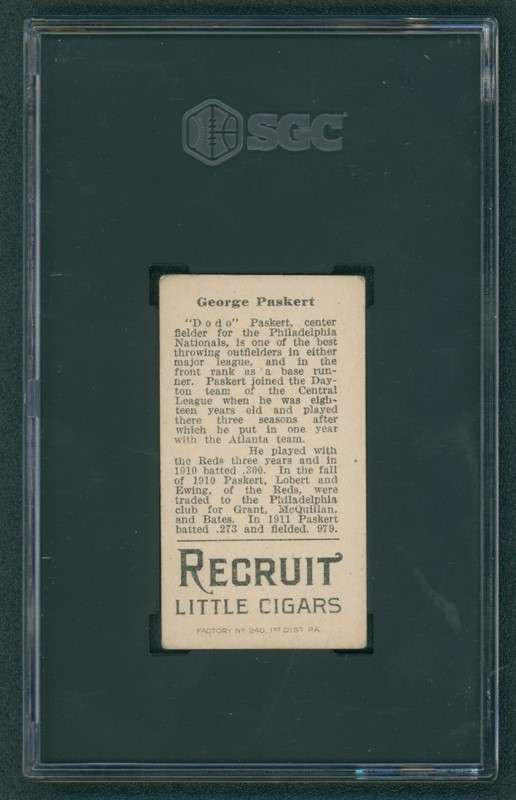 SGC
George Paskert
"Dodo" Paskert, center
fielder for the Philadelphia
Nationals, is one of the best
throwing outfielders in either
major league, and in the
front rank as a base run-
ner. Paskert joined the Day-
ton team of the Central
League when he was eigh-
teen years old and played
there three seasons after
which he put in one year
with the Atlanta team.
He played with
the Reds three years and in
1910 batted .300. In the fall
of 1910 Paskert, Lobert and
Ewing, of the Reds, were
traded to the Philadelphia
club for Grant, McQuillan,
and Bates. In 1911 Paskert
batted .273 and fielded. 979.
RECRUIT
LITTLE CIGARS
FACTORY Nº 240, 1ST DIST. PA.